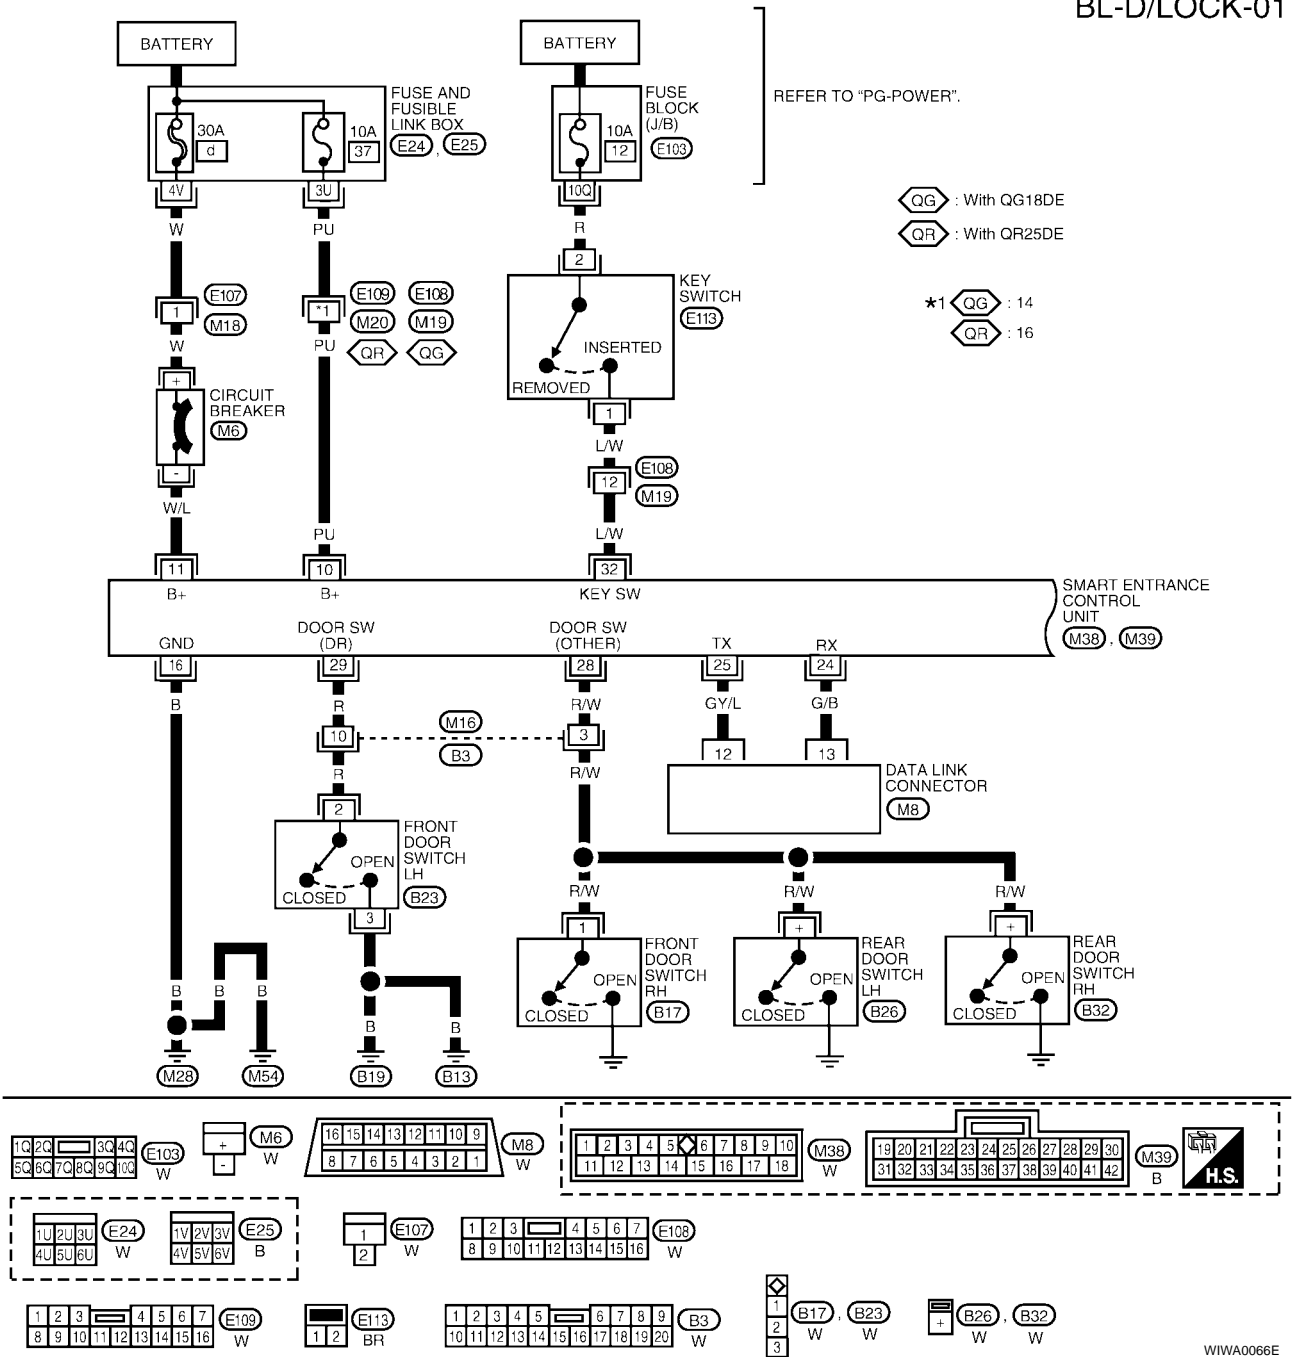 BL-D/LOCK-01
BATTERY
BATTERY
REFER TO "PG-POWER".
30A
d
10A
37
FUSE AND
FUSIBLE
LINK BOX
E24 , E25
10A
12
FUSE
BLOCK
(J/B)
E103
4V
3U
10Q
W
PU
R
QG : With QG18DE
QR : With QR25DE
*1 QG : 14
QR : 16
1
E107
M18
*1
E109 E108
M20 M19
QR QG
W
PU
2
KEY
SWITCH
E113
INSERTED
REMOVED
1
+
CIRCUIT
BREAKER
M6
-
L/W
12
E108
M19
W/L
PU
L/W
11
10
32
B+
B+
KEY SW
SMART ENTRANCE
CONTROL
UNIT
M38 , M39
GND
DOOR SW
(DR)
DOOR SW
(OTHER)
TX
RX
16
29
28
25
24
B
R
R/W
GY/L
G/B
10
M16
B3
3
12
13
R
R/W
DATA LINK
CONNECTOR
M8
2
FRONT
DOOR
SWITCH
LH
B23
OPEN
CLOSED
3
R/W
R/W
R/W
1
+
+
FRONT
DOOR
SWITCH
RH
B17
OPEN
CLOSED
REAR
DOOR
SWITCH
LH
B26
OPEN
CLOSED
REAR
DOOR
SWITCH
RH
B32
OPEN
CLOSED
B
B
B
B
B
M28
M54
B19
B13
1Q 2Q 3Q 4Q
5Q 6Q 7Q 8Q 9Q 10Q
E103
W
+
-
M6
W
16 15 14 13 12 11 10 9
8 7 6 5 4 3 2 1
M8
W
1 2 3 4 5 6 7 8 9 10
11 12 13 14 15 16 17 18
M38
W
19 20 21 22 23 24 25 26 27 28 29 30
31 32 33 34 35 36 37 38 39 40 41 42
M39
B
H.S.
1U 2U 3U
4U 5U 6U
E24
W
1V 2V 3V
4V 5V 6V
E25
B
1
2
E107
W
1 2 3 4 5 6 7
8 9 10 11 12 13 14 15 16
E108
W
1 2 3 4 5 6 7
8 9 10 11 12 13 14 15 16
E109
W
1 2
E113
BR
1 2 3 4 5 6 7 8 9
10 11 12 13 14 15 16 17 18 19 20
B3
W
1
2
3
B17 , B23
W W
+
B26 , B32
W W
WIWA0066E